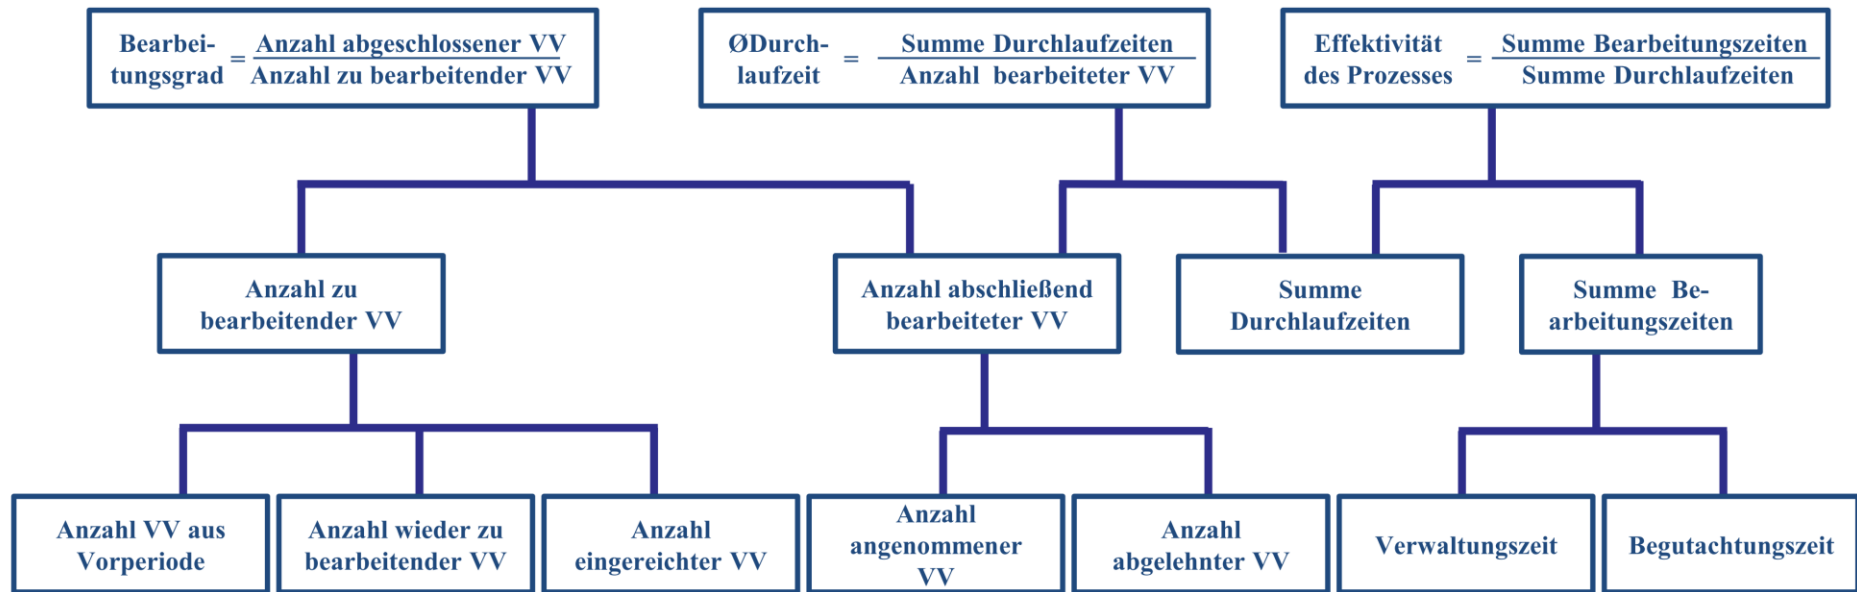 Bearbei-
tungsgrad
=
Anzahl abgeschlossener VV
Anzahl zu bearbeitender VV
ØDurch-
laufzeit
=
Summe Durchlaufzeiten
Anzahl bearbeiteter VV
Effektivität
des Prozesses
=
Summe Bearbeitungszeiten
Summe Durchlaufzeiten
Anzahl zu
bearbeitender VV
Anzahl abschließend
bearbeiteter VV
Summe
Durchlaufzeiten
Summe Be-
arbeitungszeiten
Anzahl VV aus
Vorperiode
Anzahl wieder zu
bearbeitender VV
Anzahl
eingereichter VV
Anzahl
angenommener
VV
Anzahl
abgelehnter VV
Verwaltungszeit
Begutachtungszeit